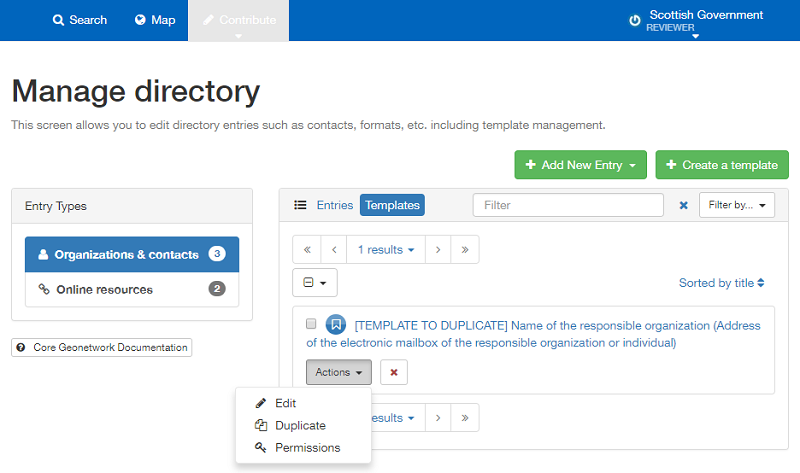 Search Map Contribute Scottish Government
REVIEWER
Manage directory
This screen allows you to edit directory entries such as contacts, formats, etc. including template management.
Add New Entry Create a template
Entry Types
Organizations & contacts 3
Online resources 2
Core Geonetwork Documentation
Entries Templates Filter Filter by...
« ‹ 1 results › »
Sorted by title
[TEMPLATE TO DUPLICATE] Name of the responsible organization (Address
of the electronic mailbox of the responsible organization or individual)
Actions
Edit
Duplicate
Permissions
esults › »